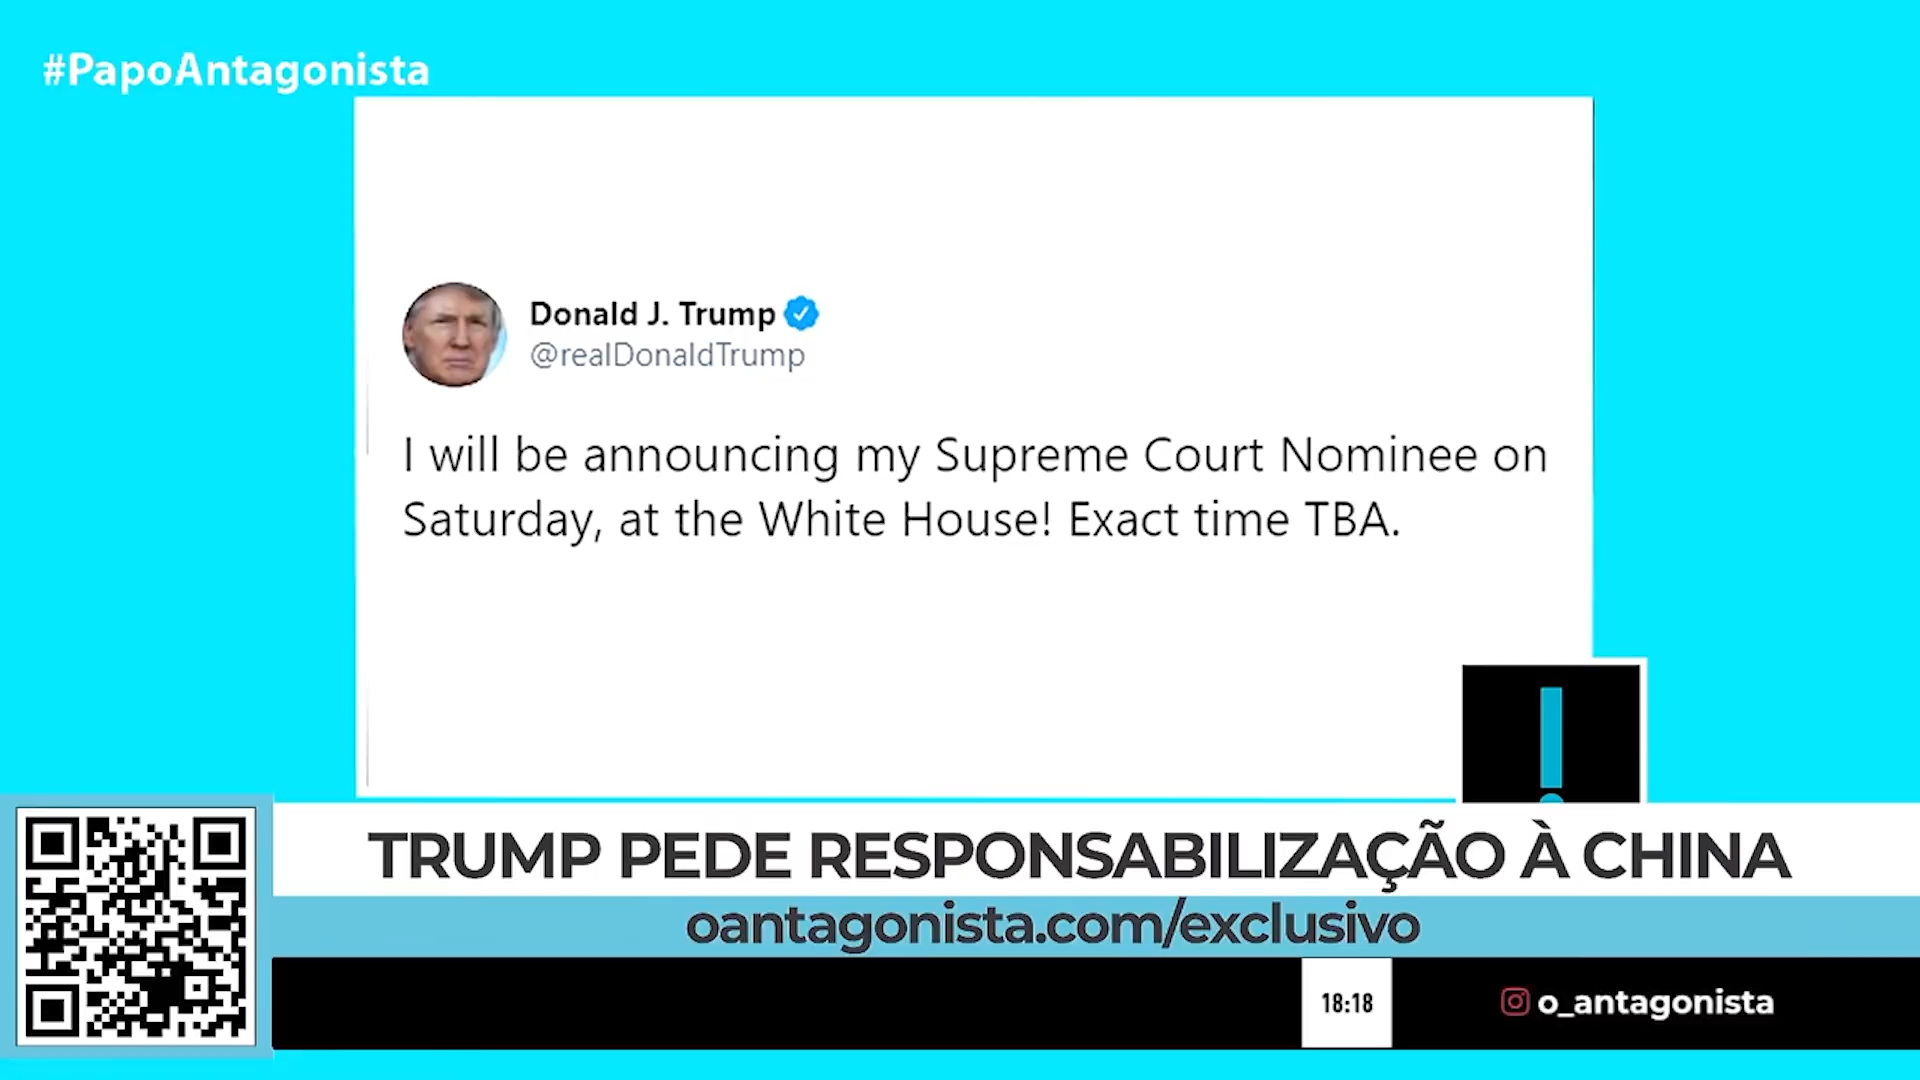 #PapoAntagonista
Donald J. Trump
@realDonaldTrump
I will be announcing my Supreme Court Nominee on
Saturday, at the White House! Exact time TBA.
TRUMP PEDE RESPONSABILIZAÇÃO À CHINA
oantagonista.com/exclusivo
18:18
o_antagonista